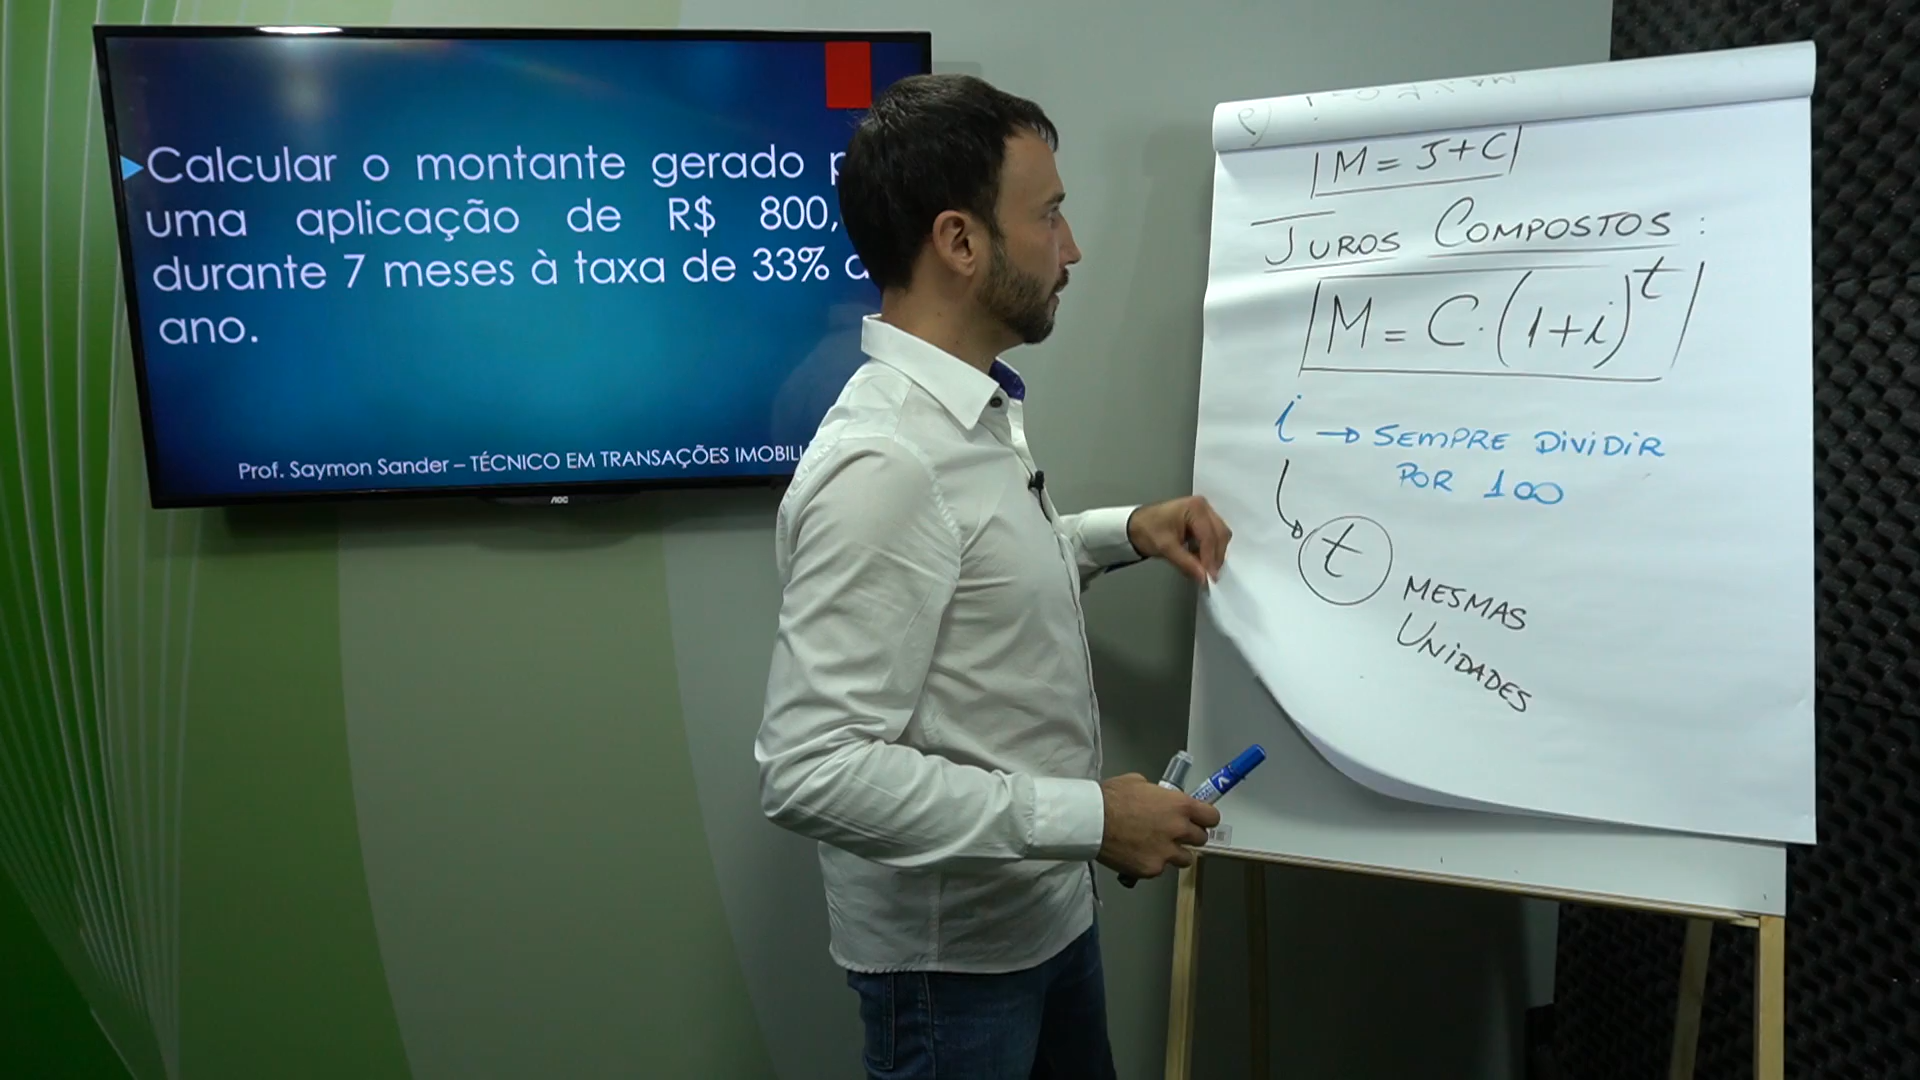 Calcular o montante gerado
uma aplicação de R$ 800,
durante 7 meses à taxa de 33%
ano.
Prof. Saymon Sander – TÉCNICO EM TRANSAÇÕES
AOC
M = J + C
JUROS COMPOSTOS :
M = C · (1+i)^t
i → SEMPRE DIVIDIR
POR 100
t MESMAS
UNIDADES